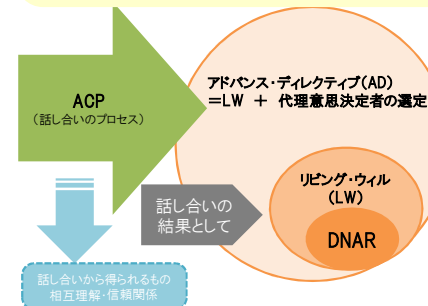 アドバンス・ディレクティブ(AD)
=LW + 代理意思決定者の選定
ACP
(話し合いのプロセス)
リビング・ウィル
(LW)
話し合いの
結果として
DNAR
話し合いから得られるもの
相互理解・信頼関係